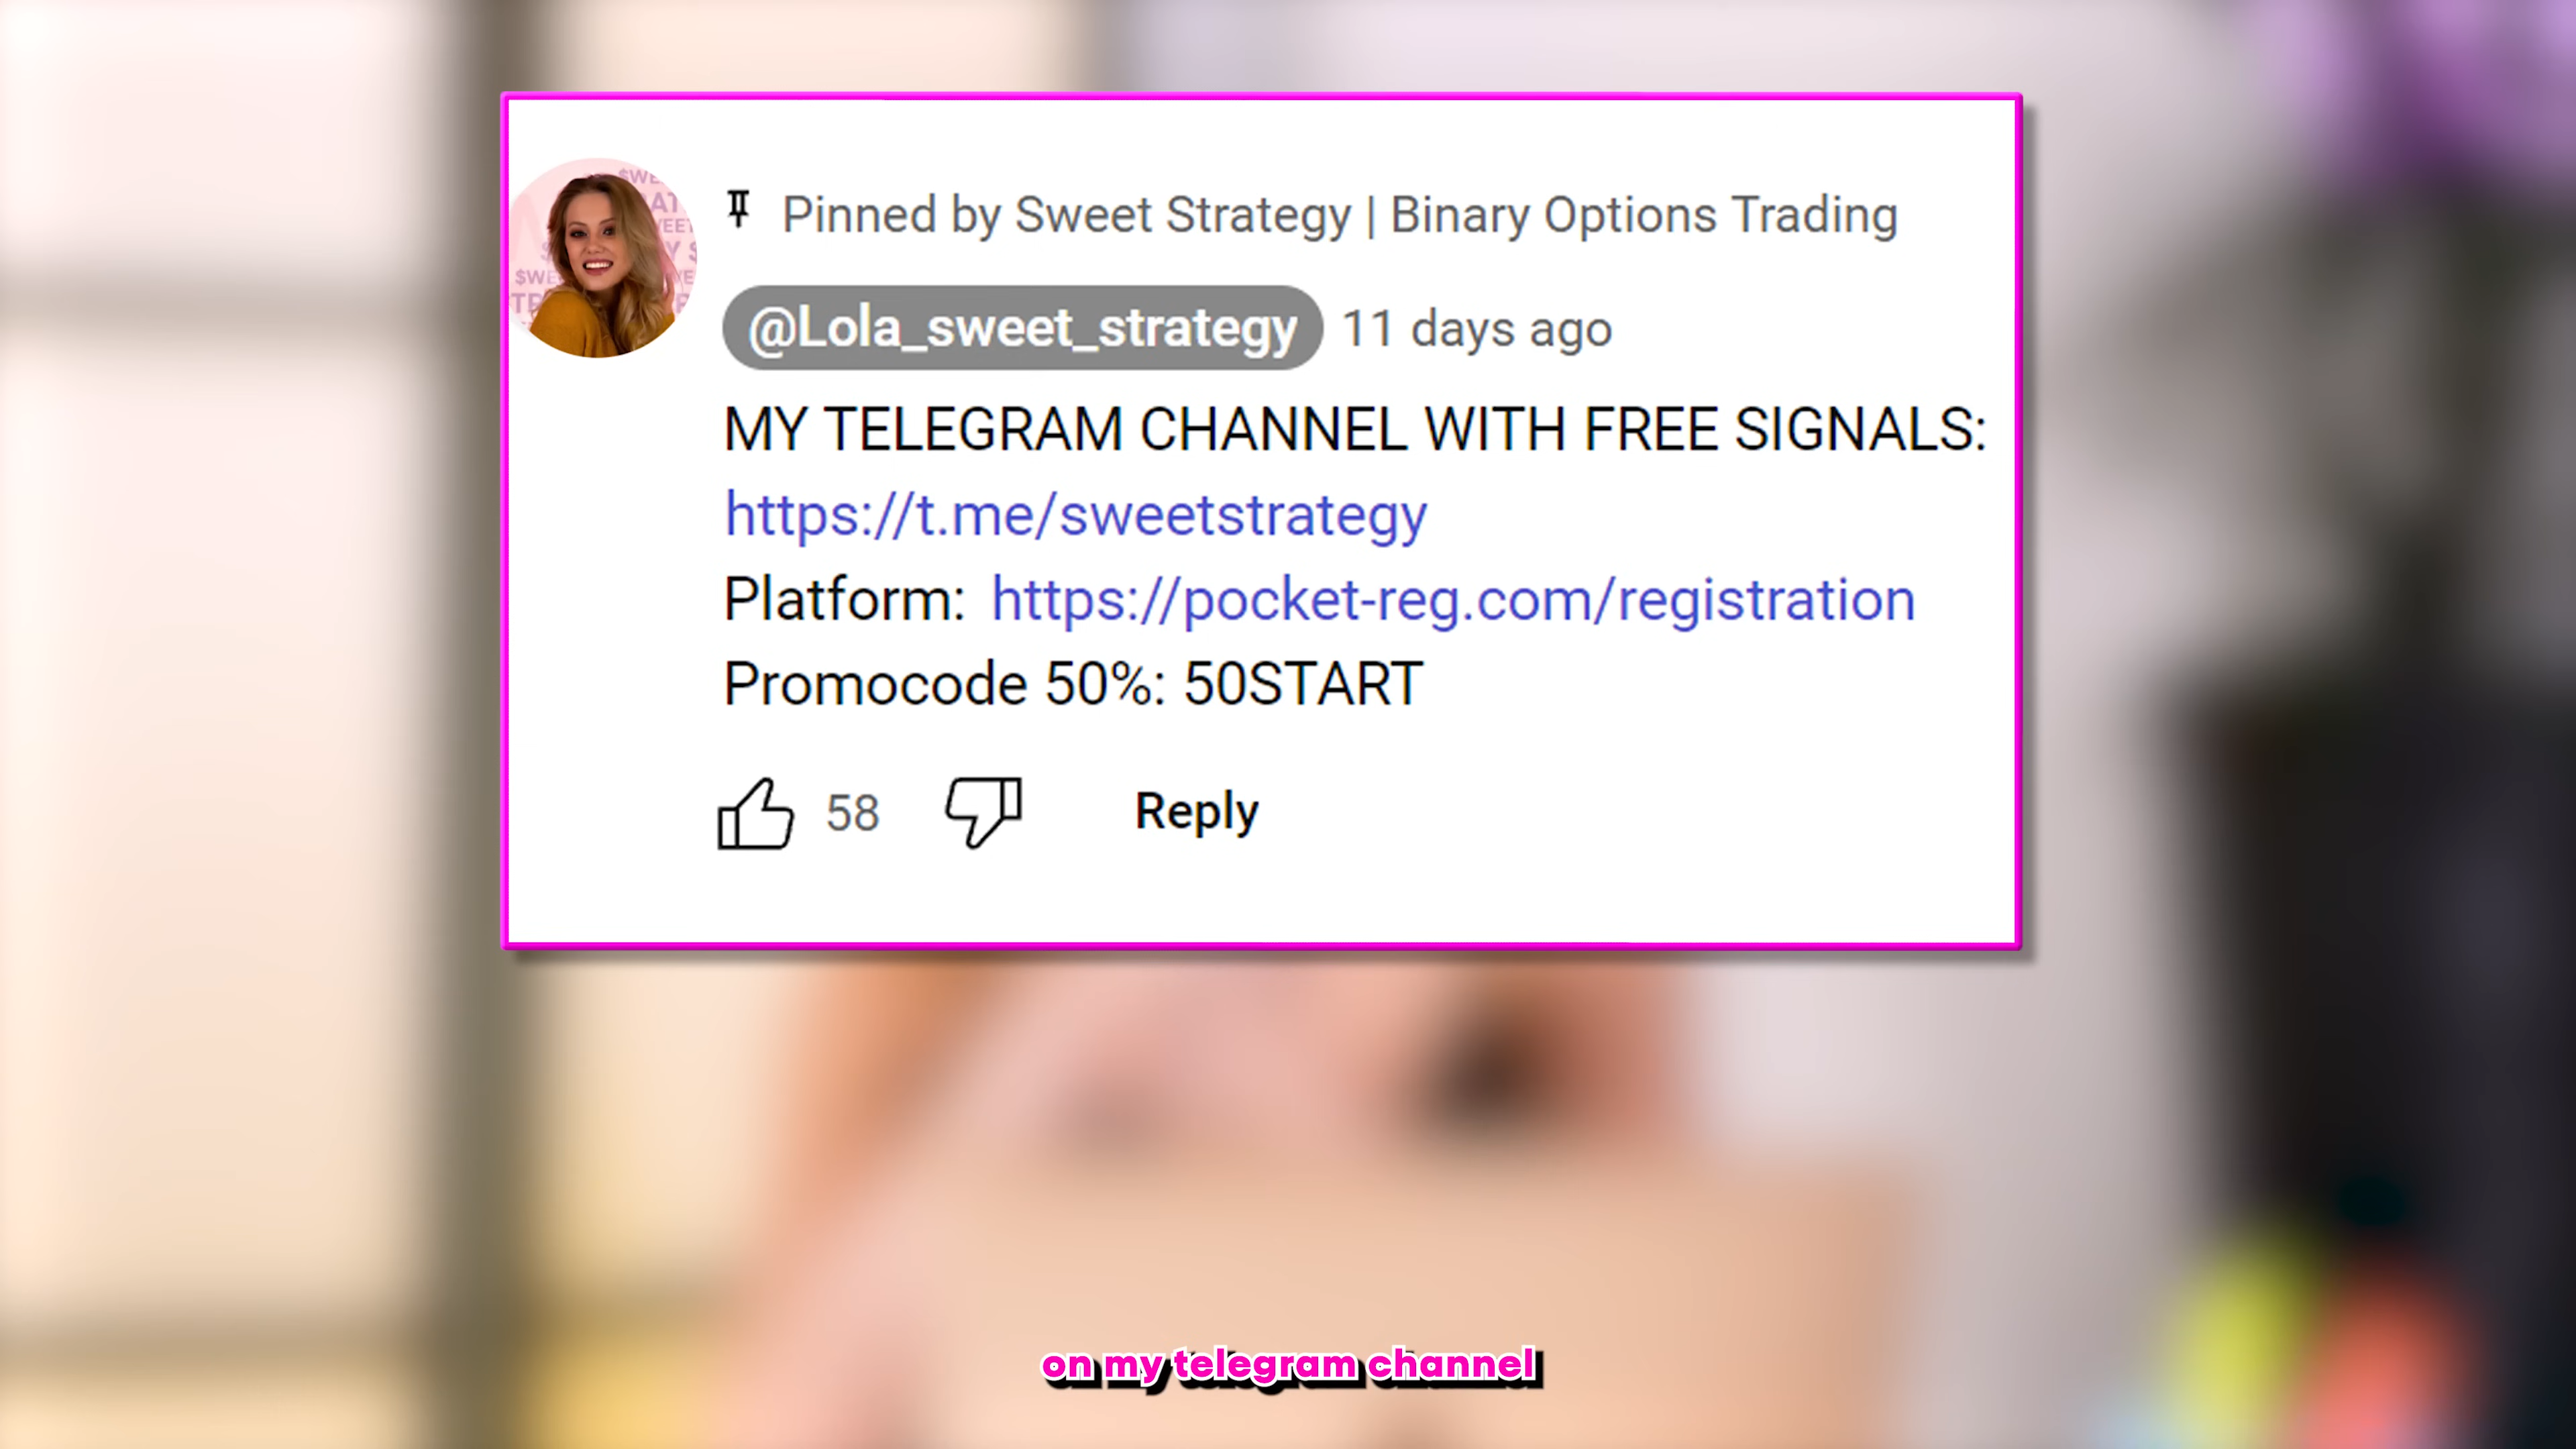 Pinned by Sweet Strategy | Binary Options Trading
@Lola_sweet_strategy 11 days ago
MY TELEGRAM CHANNEL WITH FREE SIGNALS:
https://t.me/sweetstrategy
Platform: https://pocket-reg.com/registration
Promocode 50%: 50START
58 Reply
on my telegram channel